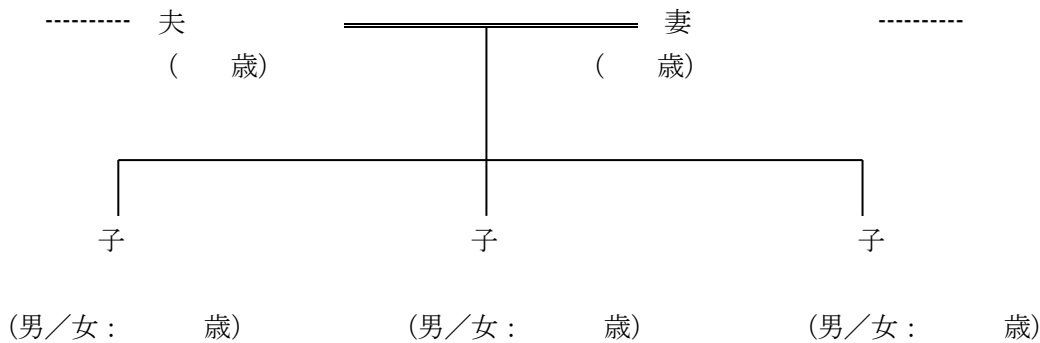 夫 妻
(　　歳) (　　歳)
子 子 子
(男／女：　　　歳) (男／女：　　　歳) (男／女：　　　歳)